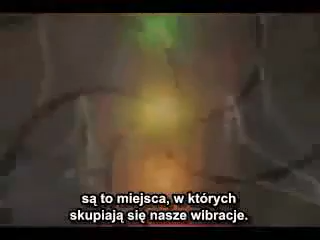 są to miejsca, w których
skupiają się nasze wibracje.